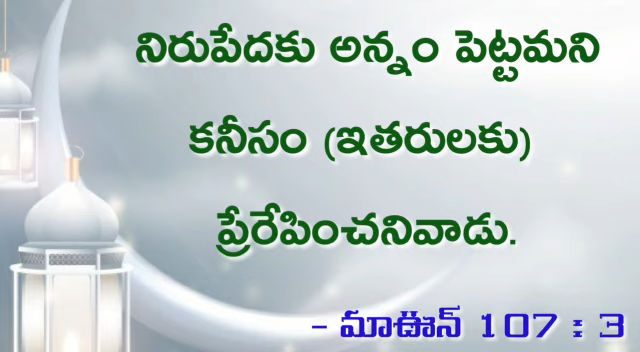 నిరుపేదకు అన్నం పెట్టమని
కనీసం (ఇతరులకు)
ప్రేరేపించనివాడు.
- మాఊన్ 107 : 3